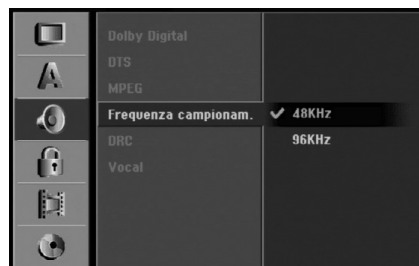 A
Dolby Digital
DTS
MPEG
Frequenza campionam. ✓ 48KHz
DRC 96KHz
Vocal